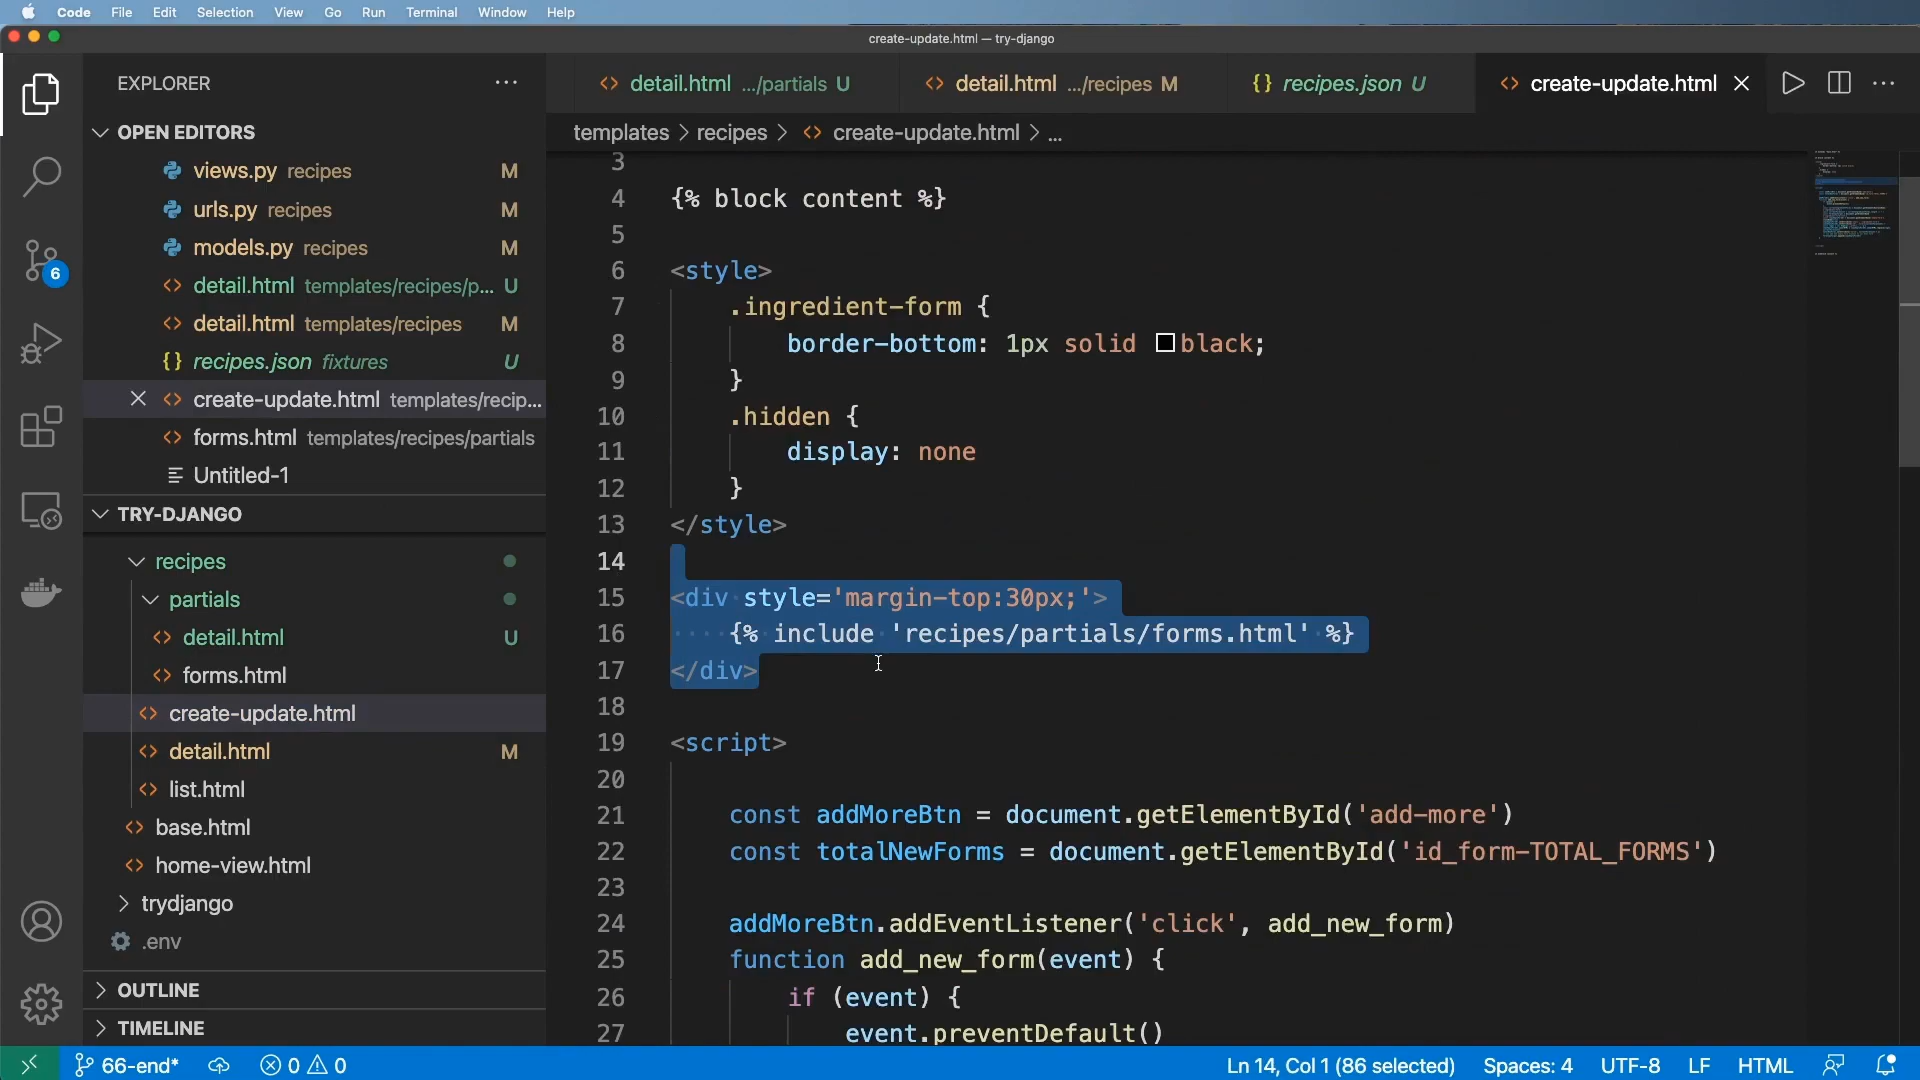 Code File Edit Selection View Go Run Terminal Window Help
create-update.html — try-django
EXPLORER
OPEN EDITORS
views.py recipes M
urls.py recipes M
models.py recipes M
detail.html templates/recipes/p... U
detail.html templates/recipes M
{} recipes.json fixtures U
create-update.html templates/recip...
forms.html templates/recipes/partials
Untitled-1
TRY-DJANGO
recipes
partials
detail.html U
forms.html
create-update.html
detail.html M
list.html
base.html
home-view.html
trydjango
.env
OUTLINE
TIMELINE
6
detail.html .../partials U
detail.html .../recipes M
{} recipes.json U
create-update.html
templates > recipes > create-update.html > ...
3
4 {% block content %}
5
6 <style>
7 .ingredient-form {
8 border-bottom: 1px solid black;
9 }
10 .hidden {
11 display: none
12 }
13 </style>
14
15 <div style='margin-top:30px;'>
16 {% include 'recipes/partials/forms.html' %}
17 </div>
18
19 <script>
20
21 const addMoreBtn = document.getElementById('add-more')
22 const totalNewForms = document.getElementById('id_form-TOTAL_FORMS')
23
24 addMoreBtn.addEventListener('click', add_new_form)
25 function add_new_form(event) {
26 if (event) {
27 event.preventDefault()
66-end* 0 0 Ln 14, Col 1 (86 selected) Spaces: 4 UTF-8 LF HTML